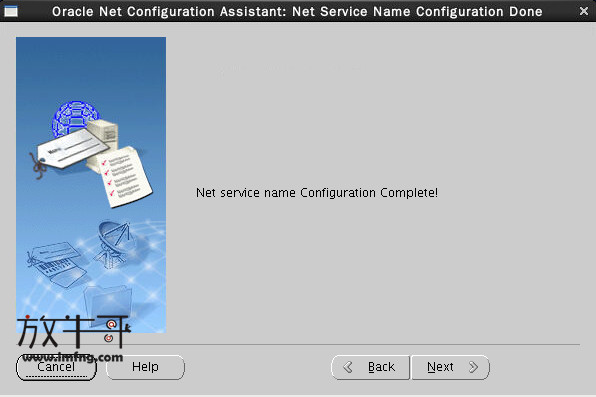 Oracle Net Configuration Assistant: Net Service Name Configuration Done
Net service name Configuration Complete!
放牛哥
www.imfng.com
Cancel
Help
Back
Next